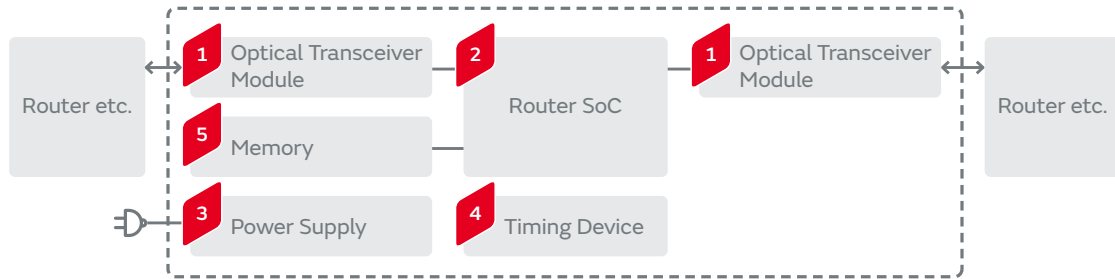 Router etc.
1
Optical Transceiver
Module
2
Router SoC
1
Optical Transceiver
Module
Router etc.
5
Memory
3
Power Supply
4
Timing Device